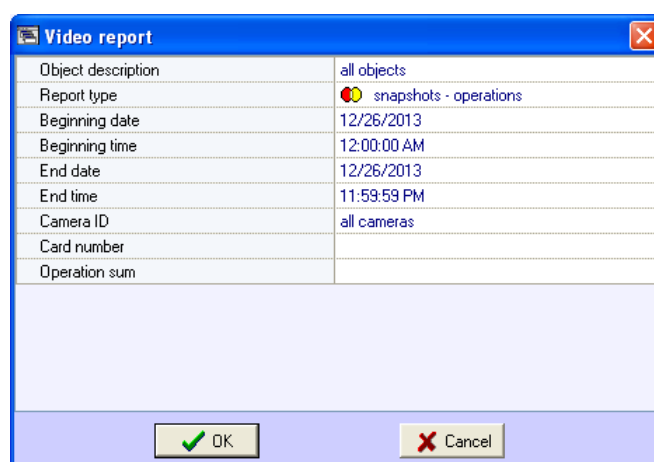 Video report
Object description all objects
Report type snapshots - operations
Beginning date 12/26/2013
Beginning time 12:00:00 AM
End date 12/26/2013
End time 11:59:59 PM
Camera ID all cameras
Card number
Operation sum
OK Cancel